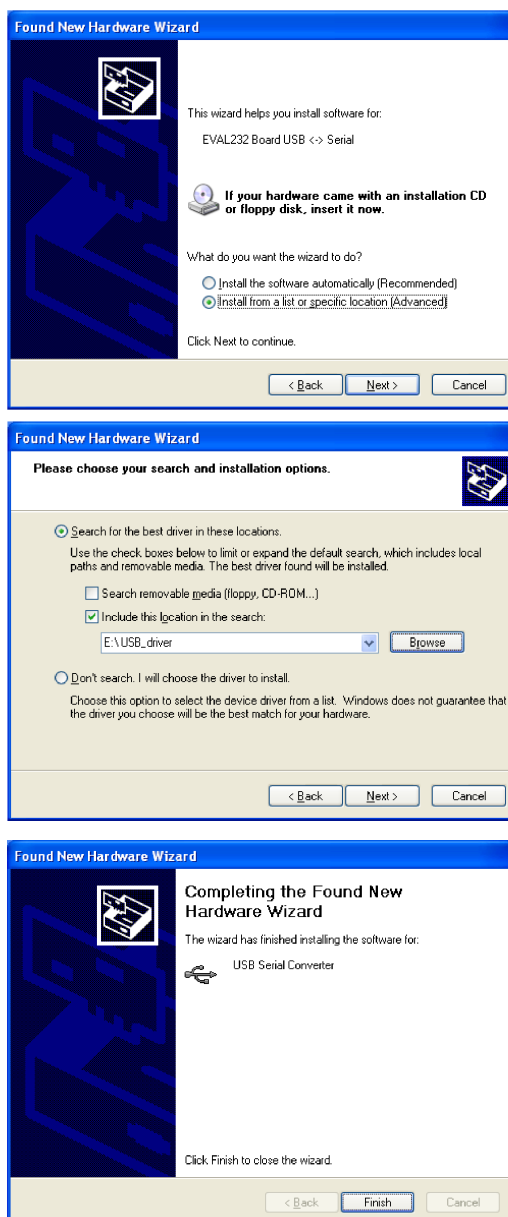 Found New Hardware Wizard
This wizard helps you install software for:
EVAL232 Board USB <-> Serial
If your hardware came with an installation CD
or floppy disk, insert it now.
What do you want the wizard to do?
Install the software automatically (Recommended)
Install from a list or specific location (Advanced)
Click Next to continue.
< Back Next > Cancel
Found New Hardware Wizard
Please choose your search and installation options.
Search for the best driver in these locations.
Use the check boxes below to limit or expand the default search, which includes local
paths and removable media. The best driver found will be installed.
Search removable media (floppy, CD-ROM...)
Include this location in the search:
E:\USB_driver Browse
Don't search. I will choose the driver to install.
Choose this option to select the device driver from a list. Windows does not guarantee that
the driver you choose will be the best match for your hardware.
< Back Next > Cancel
Found New Hardware Wizard
Completing the Found New
Hardware Wizard
The wizard has finished installing the software for:
USB Serial Converter
Click Finish to close the wizard.
< Back Finish Cancel